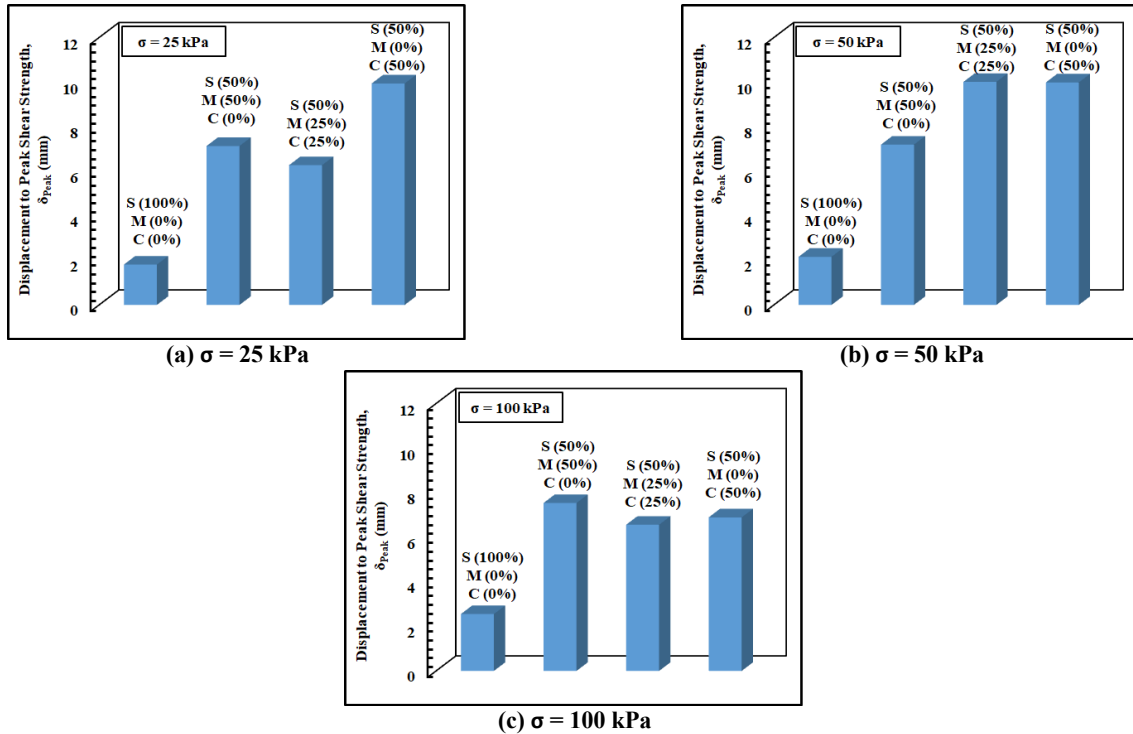 Displacement to Peak Shear Strength,
δPeak (mm)
12
10
8
6
4
2
0
σ = 25 kPa
S (100%)
M (0%)
C (0%)
S (50%)
M (50%)
C (0%)
S (50%)
M (25%)
C (25%)
S (50%)
M (0%)
C (50%)
(a) σ = 25 kPa
Displacement to Peak Shear Strength,
δPeak (mm)
12
10
8
6
4
2
0
σ = 50 kPa
S (100%)
M (0%)
C (0%)
S (50%)
M (50%)
C (0%)
S (50%)
M (25%)
C (25%)
S (50%)
M (0%)
C (50%)
(b) σ = 50 kPa
Displacement to Peak Shear Strength,
δPeak (mm)
12
10
8
6
4
2
0
σ = 100 kPa
S (100%)
M (0%)
C (0%)
S (50%)
M (50%)
C (0%)
S (50%)
M (25%)
C (25%)
S (50%)
M (0%)
C (50%)
(c) σ = 100 kPa